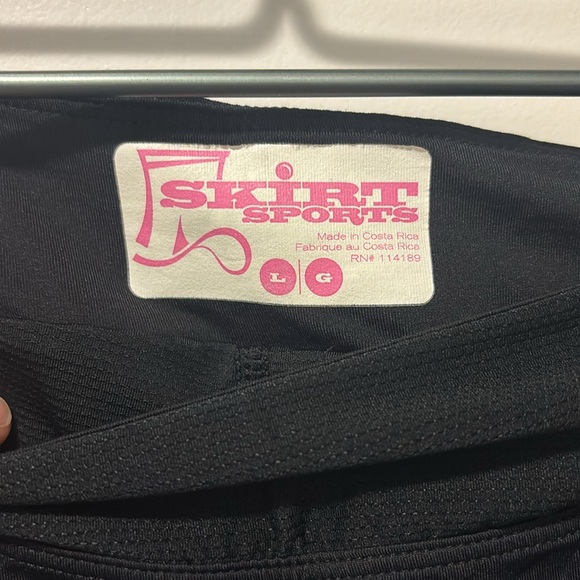 SKiRT
SPORTS
Made in Costa Rica
Fabrique au Costa Rica
RN# 114189
L | G